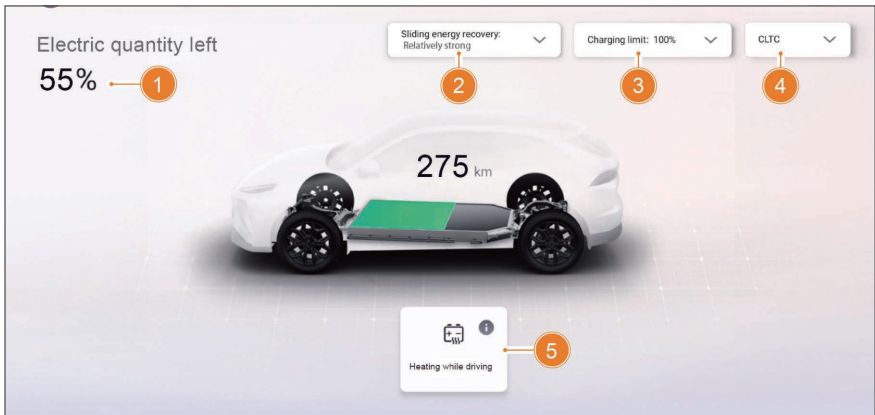 Electric quantity left
55%
1
Sliding energy recovery:
Relatively strong
2
Charging limit: 100%
3
CLTC
4
275 km
Heating while driving
5